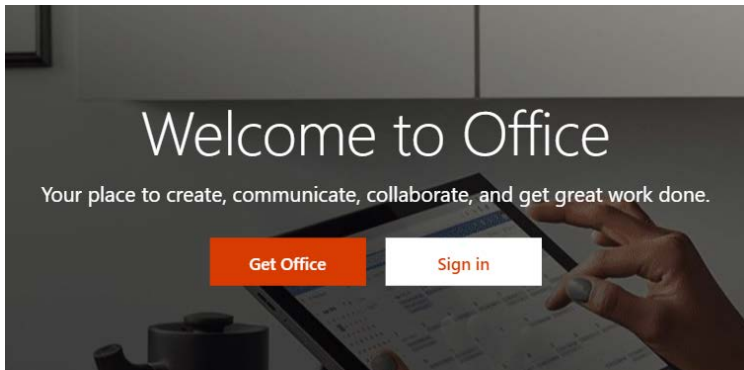 Welcome to Office
Your place to create, communicate, collaborate, and get great work done.
Get Office
Sign in